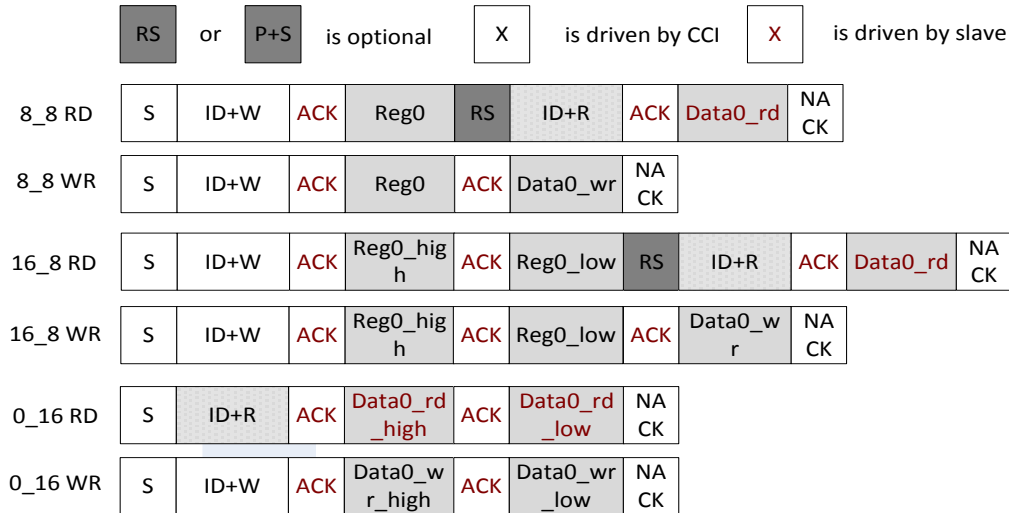 RS or P+S is optional X is driven by CCI X is driven by slave
8_8 RD S ID+W ACK Reg0 RS ID+R ACK Data0_rd NA
CK
8_8 WR S ID+W ACK Reg0 ACK Data0_wr NA
CK
16_8 RD S ID+W ACK Reg0_hig
h ACK Reg0_low RS ID+R ACK Data0_rd NA
CK
16_8 WR S ID+W ACK Reg0_hig
h ACK Reg0_low ACK Data0_w
r NA
CK
0_16 RD S ID+R ACK Data0_rd
_high ACK Data0_rd
_low NA
CK
0_16 WR S ID+W ACK Data0_w
r_high ACK Data0_wr
_low NA
CK